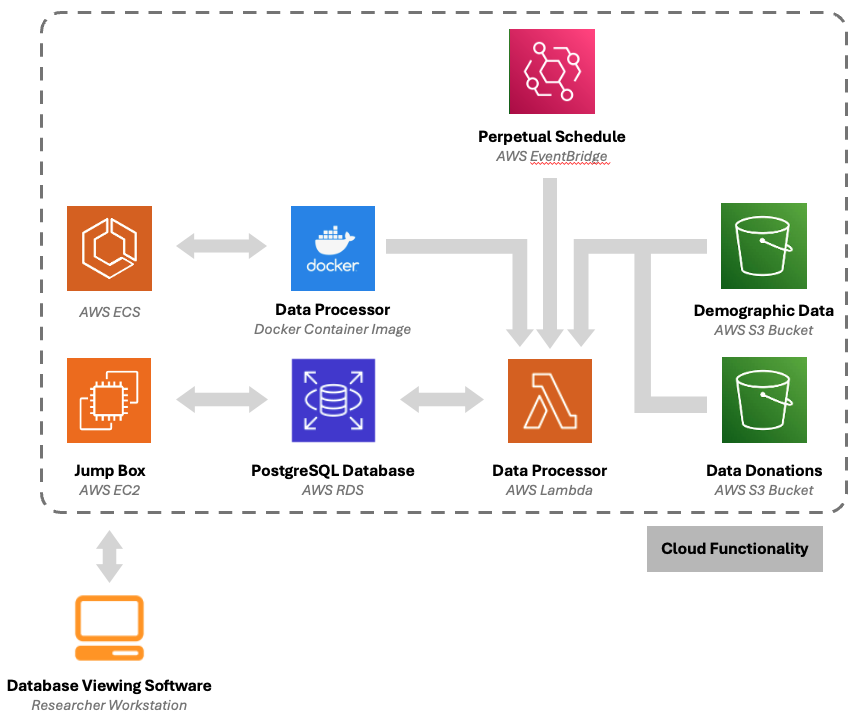 Perpetual Schedule
AWS EventBridge
docker
AWS ECS
Data Processor
Docker Container Image
Demographic Data
AWS S3 Bucket
Jump Box
AWS EC2
PostgreSQL Database
AWS RDS
Data Processor
AWS Lambda
Data Donations
AWS S3 Bucket
Cloud Functionality
Database Viewing Software
Researcher Workstation